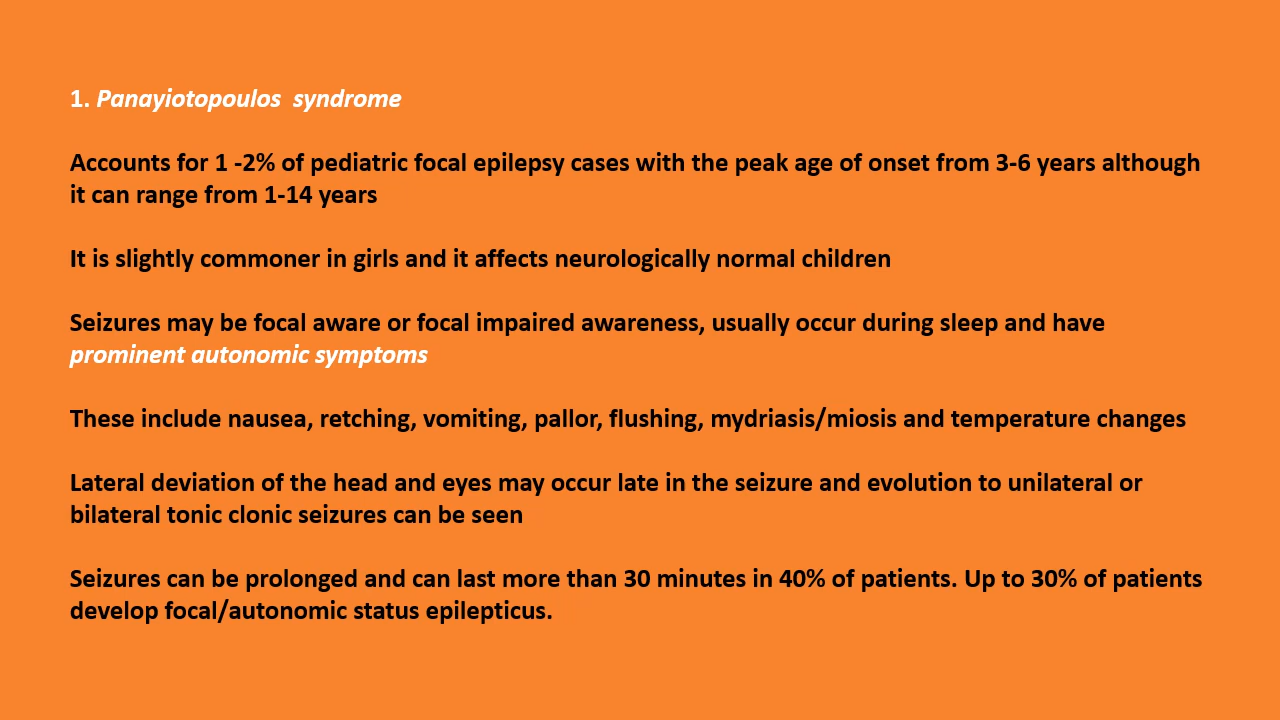 1. Panayiotopoulos  syndrome
Accounts for 1 -2% of pediatric focal epilepsy cases with the peak age of onset from 3-6 years although
it can range from 1-14 years
It is slightly commoner in girls and it affects neurologically normal children
Seizures may be focal aware or focal impaired awareness, usually occur during sleep and have
prominent autonomic symptoms
These include nausea, retching, vomiting, pallor, flushing, mydriasis/miosis and temperature changes
Lateral deviation of the head and eyes may occur late in the seizure and evolution to unilateral or
bilateral tonic clonic seizures can be seen
Seizures can be prolonged and can last more than 30 minutes in 40% of patients. Up to 30% of patients
develop focal/autonomic status epilepticus.